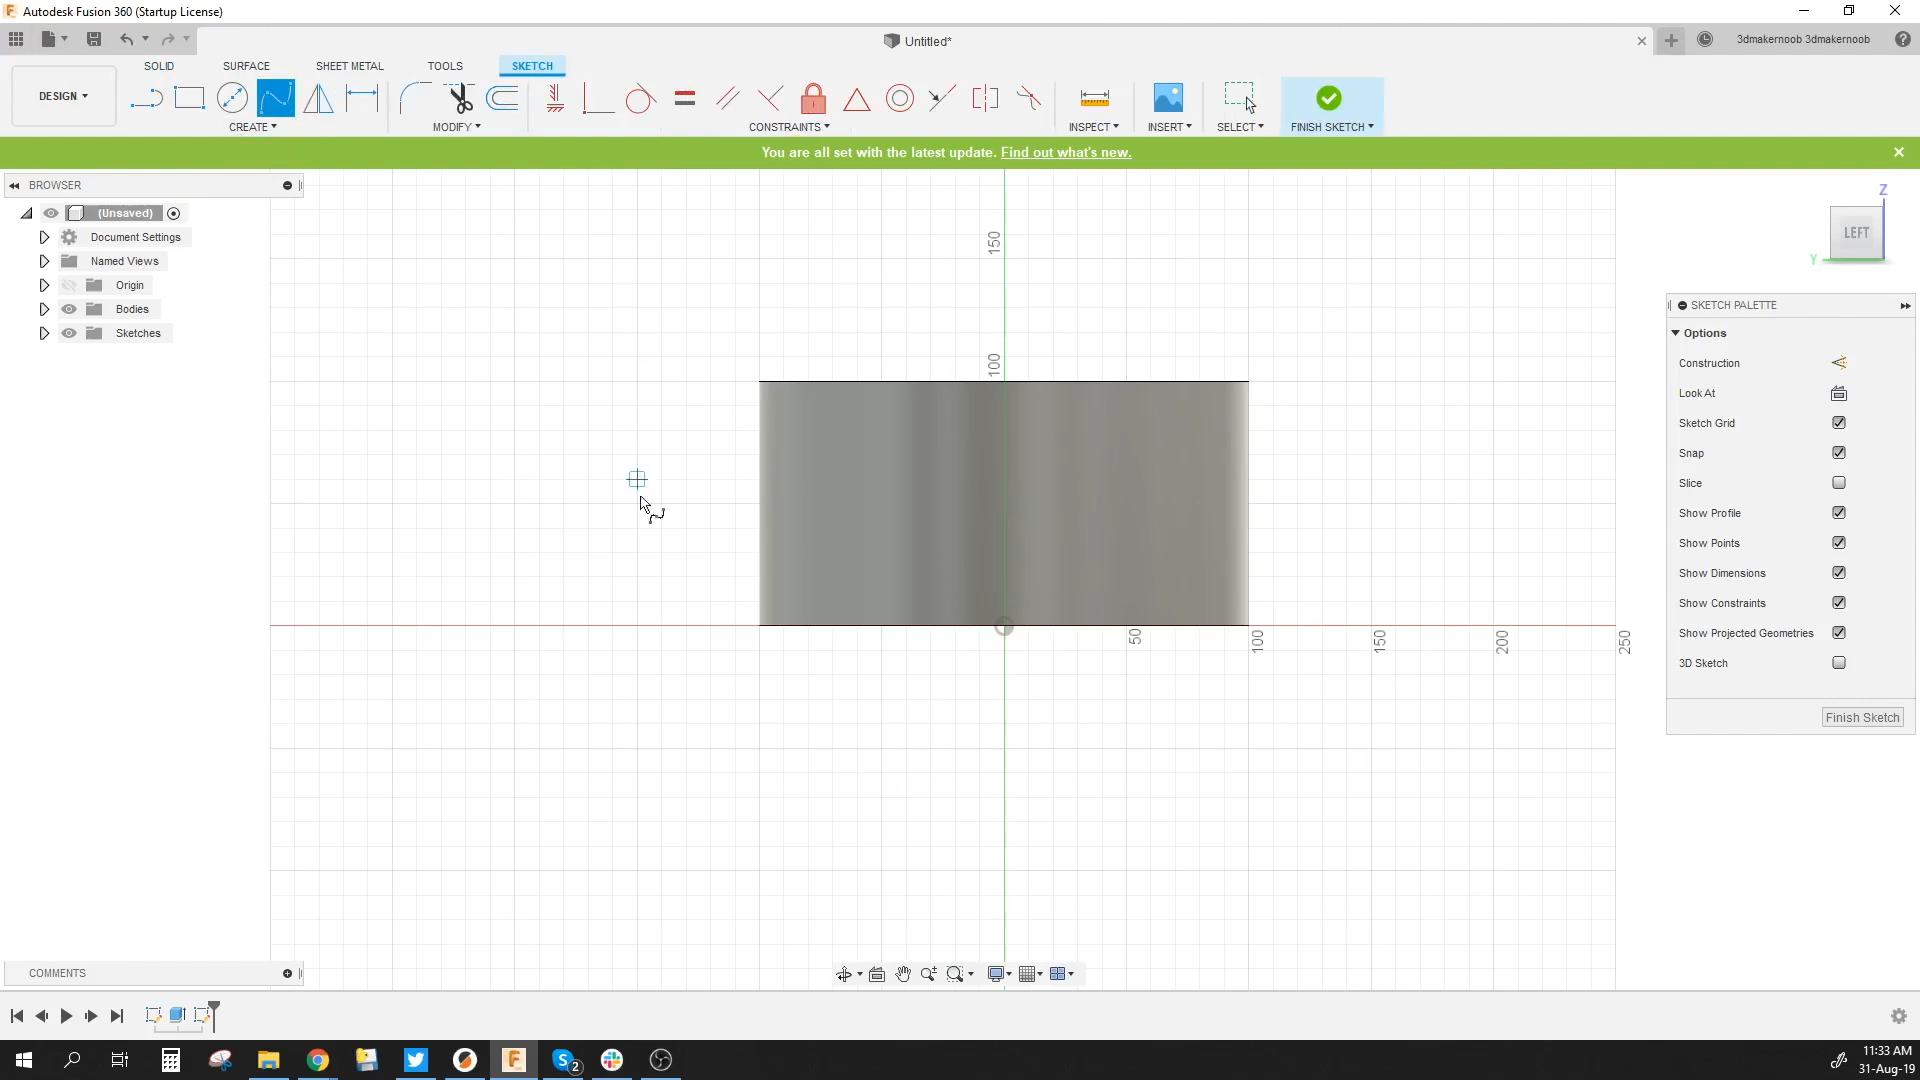 Autodesk Fusion 360 (Startup License)
Untitled*
3dmakernoob 3dmakernoob
DESIGN
SOLID
SURFACE
SHEET METAL
TOOLS
SKETCH
CREATE
MODIFY
CONSTRAINTS
INSPECT
INSERT
SELECT
FINISH SKETCH
You are all set with the latest update. Find out what's new.
BROWSER
(Unsaved)
Document Settings
Named Views
Origin
Bodies
Sketches
150
100
50
100
150
200
250
Z
LEFT
Y
SKETCH PALETTE
Options
Construction
Look At
Sketch Grid
Snap
Slice
Show Profile
Show Points
Show Dimensions
Show Constraints
Show Projected Geometries
3D Sketch
Finish Sketch
COMMENTS
2
11:33 AM
31-Aug-19